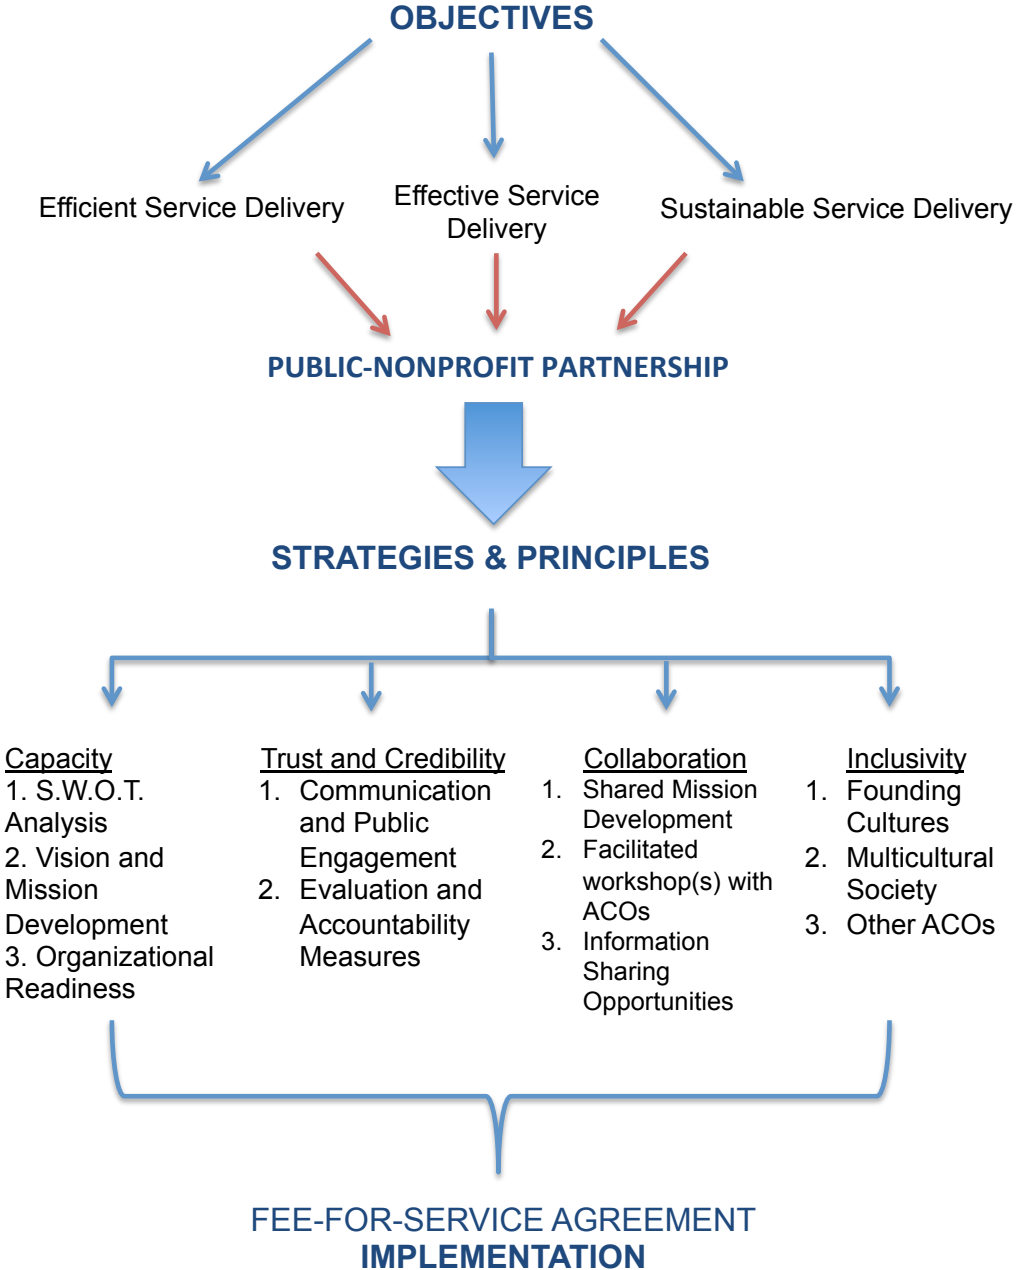 OBJECTIVES
Efficient Service Delivery
Effective Service
Delivery
Sustainable Service Delivery
PUBLIC-NONPROFIT PARTNERSHIP
STRATEGIES & PRINCIPLES
Capacity
1. S.W.O.T.
Analysis
2. Vision and
Mission
Development
3. Organizational
Readiness
Trust and Credibility
1. Communication
and Public
Engagement
2. Evaluation and
Accountability
Measures
Collaboration
1. Shared Mission
Development
2. Facilitated
workshop(s) with
ACOs
3. Information
Sharing
Opportunities
Inclusivity
1. Founding
Cultures
2. Multicultural
Society
3. Other ACOs
FEE-FOR-SERVICE AGREEMENT
IMPLEMENTATION